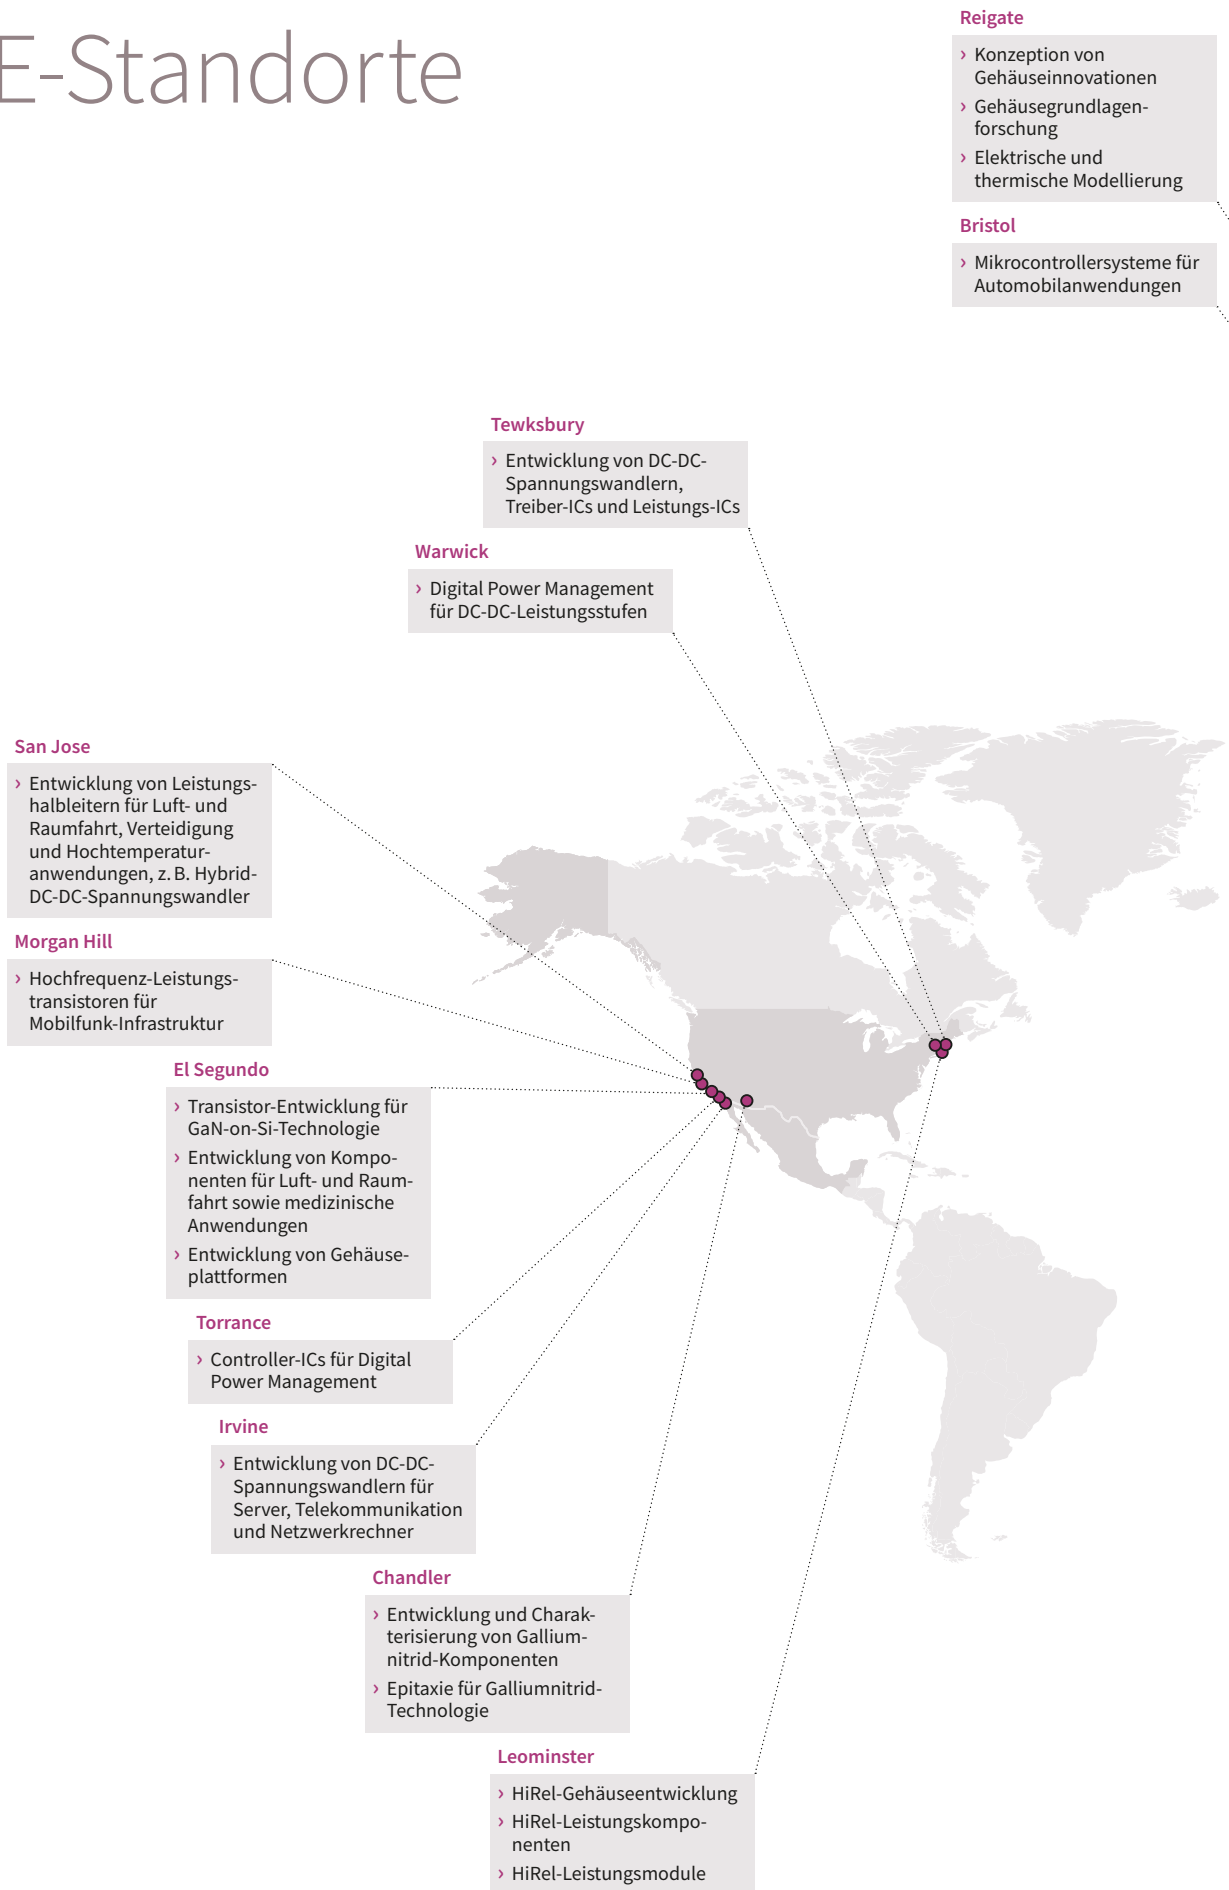 E-Standorte
Reigate
› Konzeption von
Gehäuseinnovationen
› Gehäusegrundlagen-
forschung
› Elektrische und
thermische Modellierung
Bristol
› Mikrocontrollersysteme für
Automobilanwendungen
Tewksbury
› Entwicklung von DC-DC-
Spannungswandlern,
Treiber-ICs und Leistungs-ICs
Warwick
› Digital Power Management
für DC-DC-Leistungsstufen
San Jose
› Entwicklung von Leistungs-
halbleitern für Luft- und
Raumfahrt, Verteidigung
und Hochtemperatur-
anwendungen, z. B. Hybrid-
DC-DC-Spannungswandler
Morgan Hill
› Hochfrequenz-Leistungs-
transistoren für
Mobilfunk-Infrastruktur
El Segundo
› Transistor-Entwicklung für
GaN-on-Si-Technologie
› Entwicklung von Kompo-
nenten für Luft- und Raum-
fahrt sowie medizinische
Anwendungen
› Entwicklung von Gehäuse-
plattformen
Torrance
› Controller-ICs für Digital
Power Management
Irvine
› Entwicklung von DC-DC-
Spannungswandlern für
Server, Telekommunikation
und Netzwerkrechner
Chandler
› Entwicklung und Charak-
terisierung von Gallium-
nitrid-Komponenten
› Epitaxie für Galliumnitrid-
Technologie
Leominster
› HiRel-Gehäuseentwicklung
› HiRel-Leistungskompo-
nenten
› HiRel-Leistungsmodule